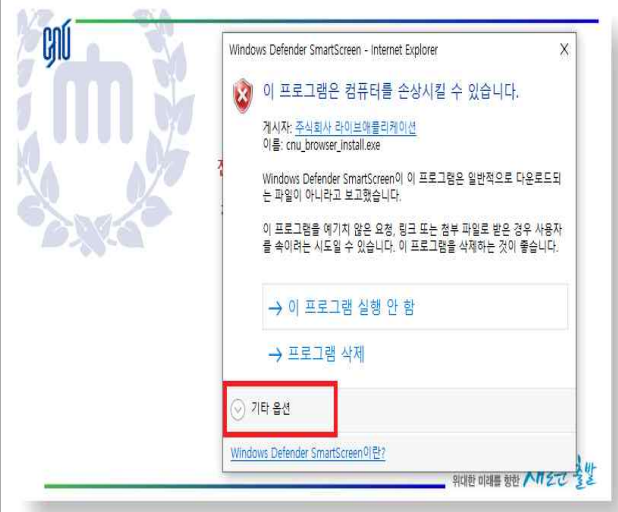 CNU
Windows Defender SmartScreen - Internet Explorer X
이 프로그램은 컴퓨터를 손상시킬 수 있습니다.
게시자: 주식회사 라이브애플리케이션
이름: cnu_browser_install.exe
Windows Defender SmartScreen이 이 프로그램은 일반적으로 다운로드되
는 파일이 아니라고 보고했습니다.
이 프로그램을 예기치 않은 요청, 링크 또는 첨부 파일로 받은 경우 사용자
를 속이려는 시도일 수 있습니다. 이 프로그램을 삭제하는 것이 좋습니다.
→ 이 프로그램 실행 안 함
→ 프로그램 삭제
기타 옵션
Windows Defender SmartScreen이란?
위대한 미래를 향한 새로운 출발